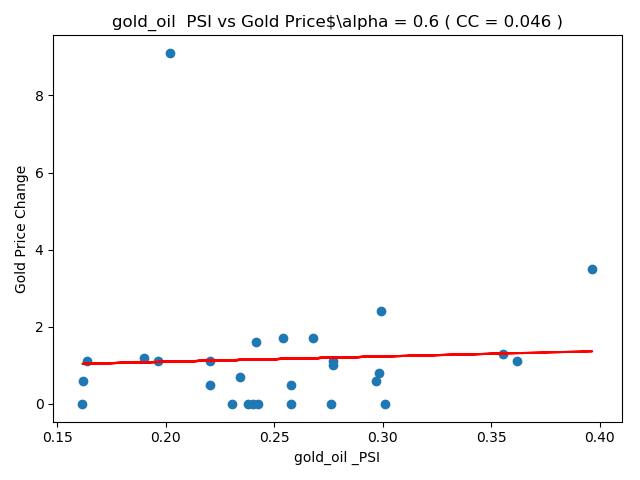 gold_oil  PSI vs Gold Price$\alpha = 0.6 ( CC = 0.046 )
Gold Price Change
8
6
4
2
0
0.15 0.20 0.25 0.30 0.35 0.40
gold_oil _PSI